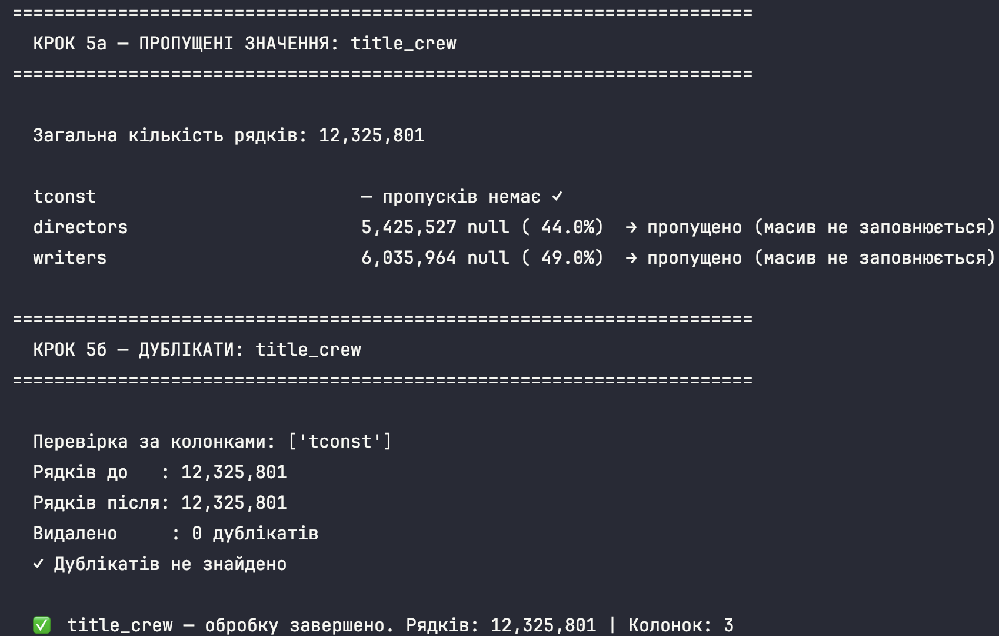 ======================================================================
КРОК 5а — ПРОПУЩЕНІ ЗНАЧЕННЯ: title_crew
======================================================================
Загальна кількість рядків: 12,325,801
tconst — пропусків немає ✓
directors 5,425,527 null ( 44.0%) → пропущено (масив не заповнюється)
writers 6,035,964 null ( 49.0%) → пропущено (масив не заповнюється)
======================================================================
КРОК 5б — ДУБЛІКАТИ: title_crew
======================================================================
Перевірка за колонками: ['tconst']
Рядків до : 12,325,801
Рядків після: 12,325,801
Видалено : 0 дублікатів
✓ Дублікатів не знайдено
✅ title_crew — обробку завершено. Рядків: 12,325,801 | Колонок: 3